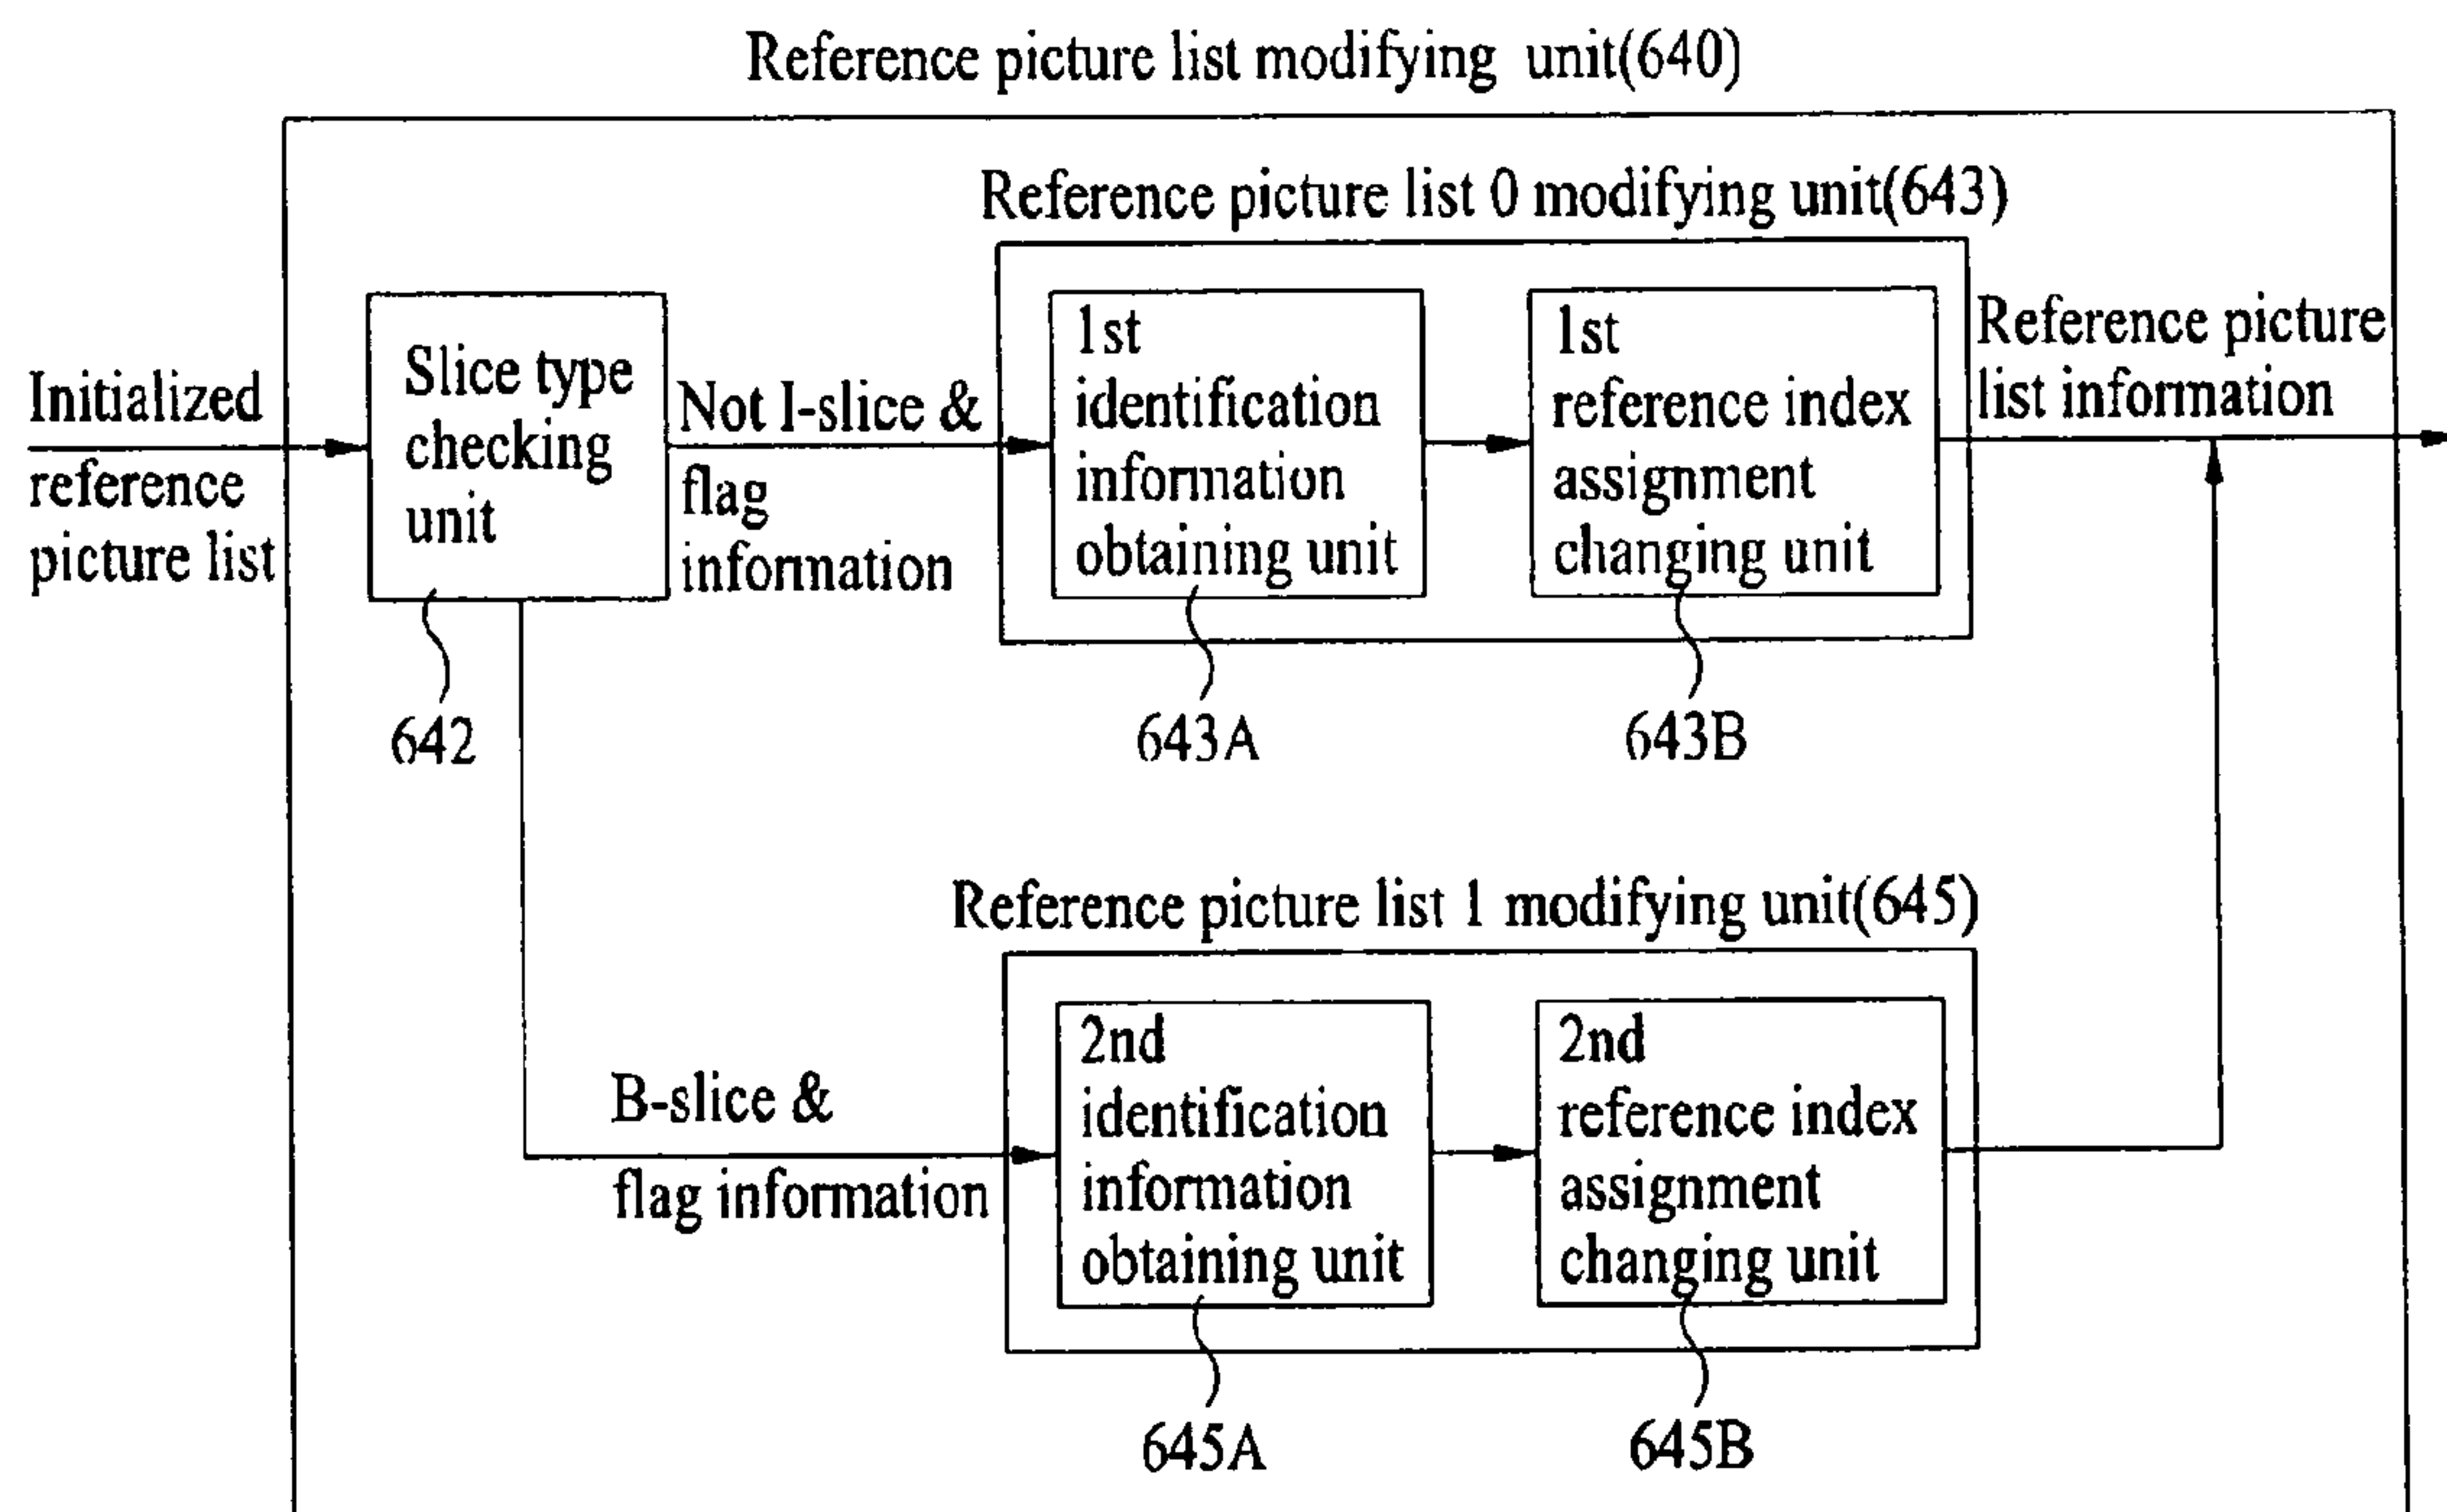 Reference picture list modifying unit(640)
Reference picture list 0 modifying unit(643)
Initialized
reference
picture list
Slice type
checking
unit
642
Not I-slice &
flag
information
1st
identification
information
obtaining unit
643A
1st
reference index
assignment
changing unit
643B
Reference picture
list information
Reference picture list 1 modifying unit(645)
B-slice &
flag information
2nd
identification
information
obtaining unit
645A
2nd
reference index
assignment
changing unit
645B